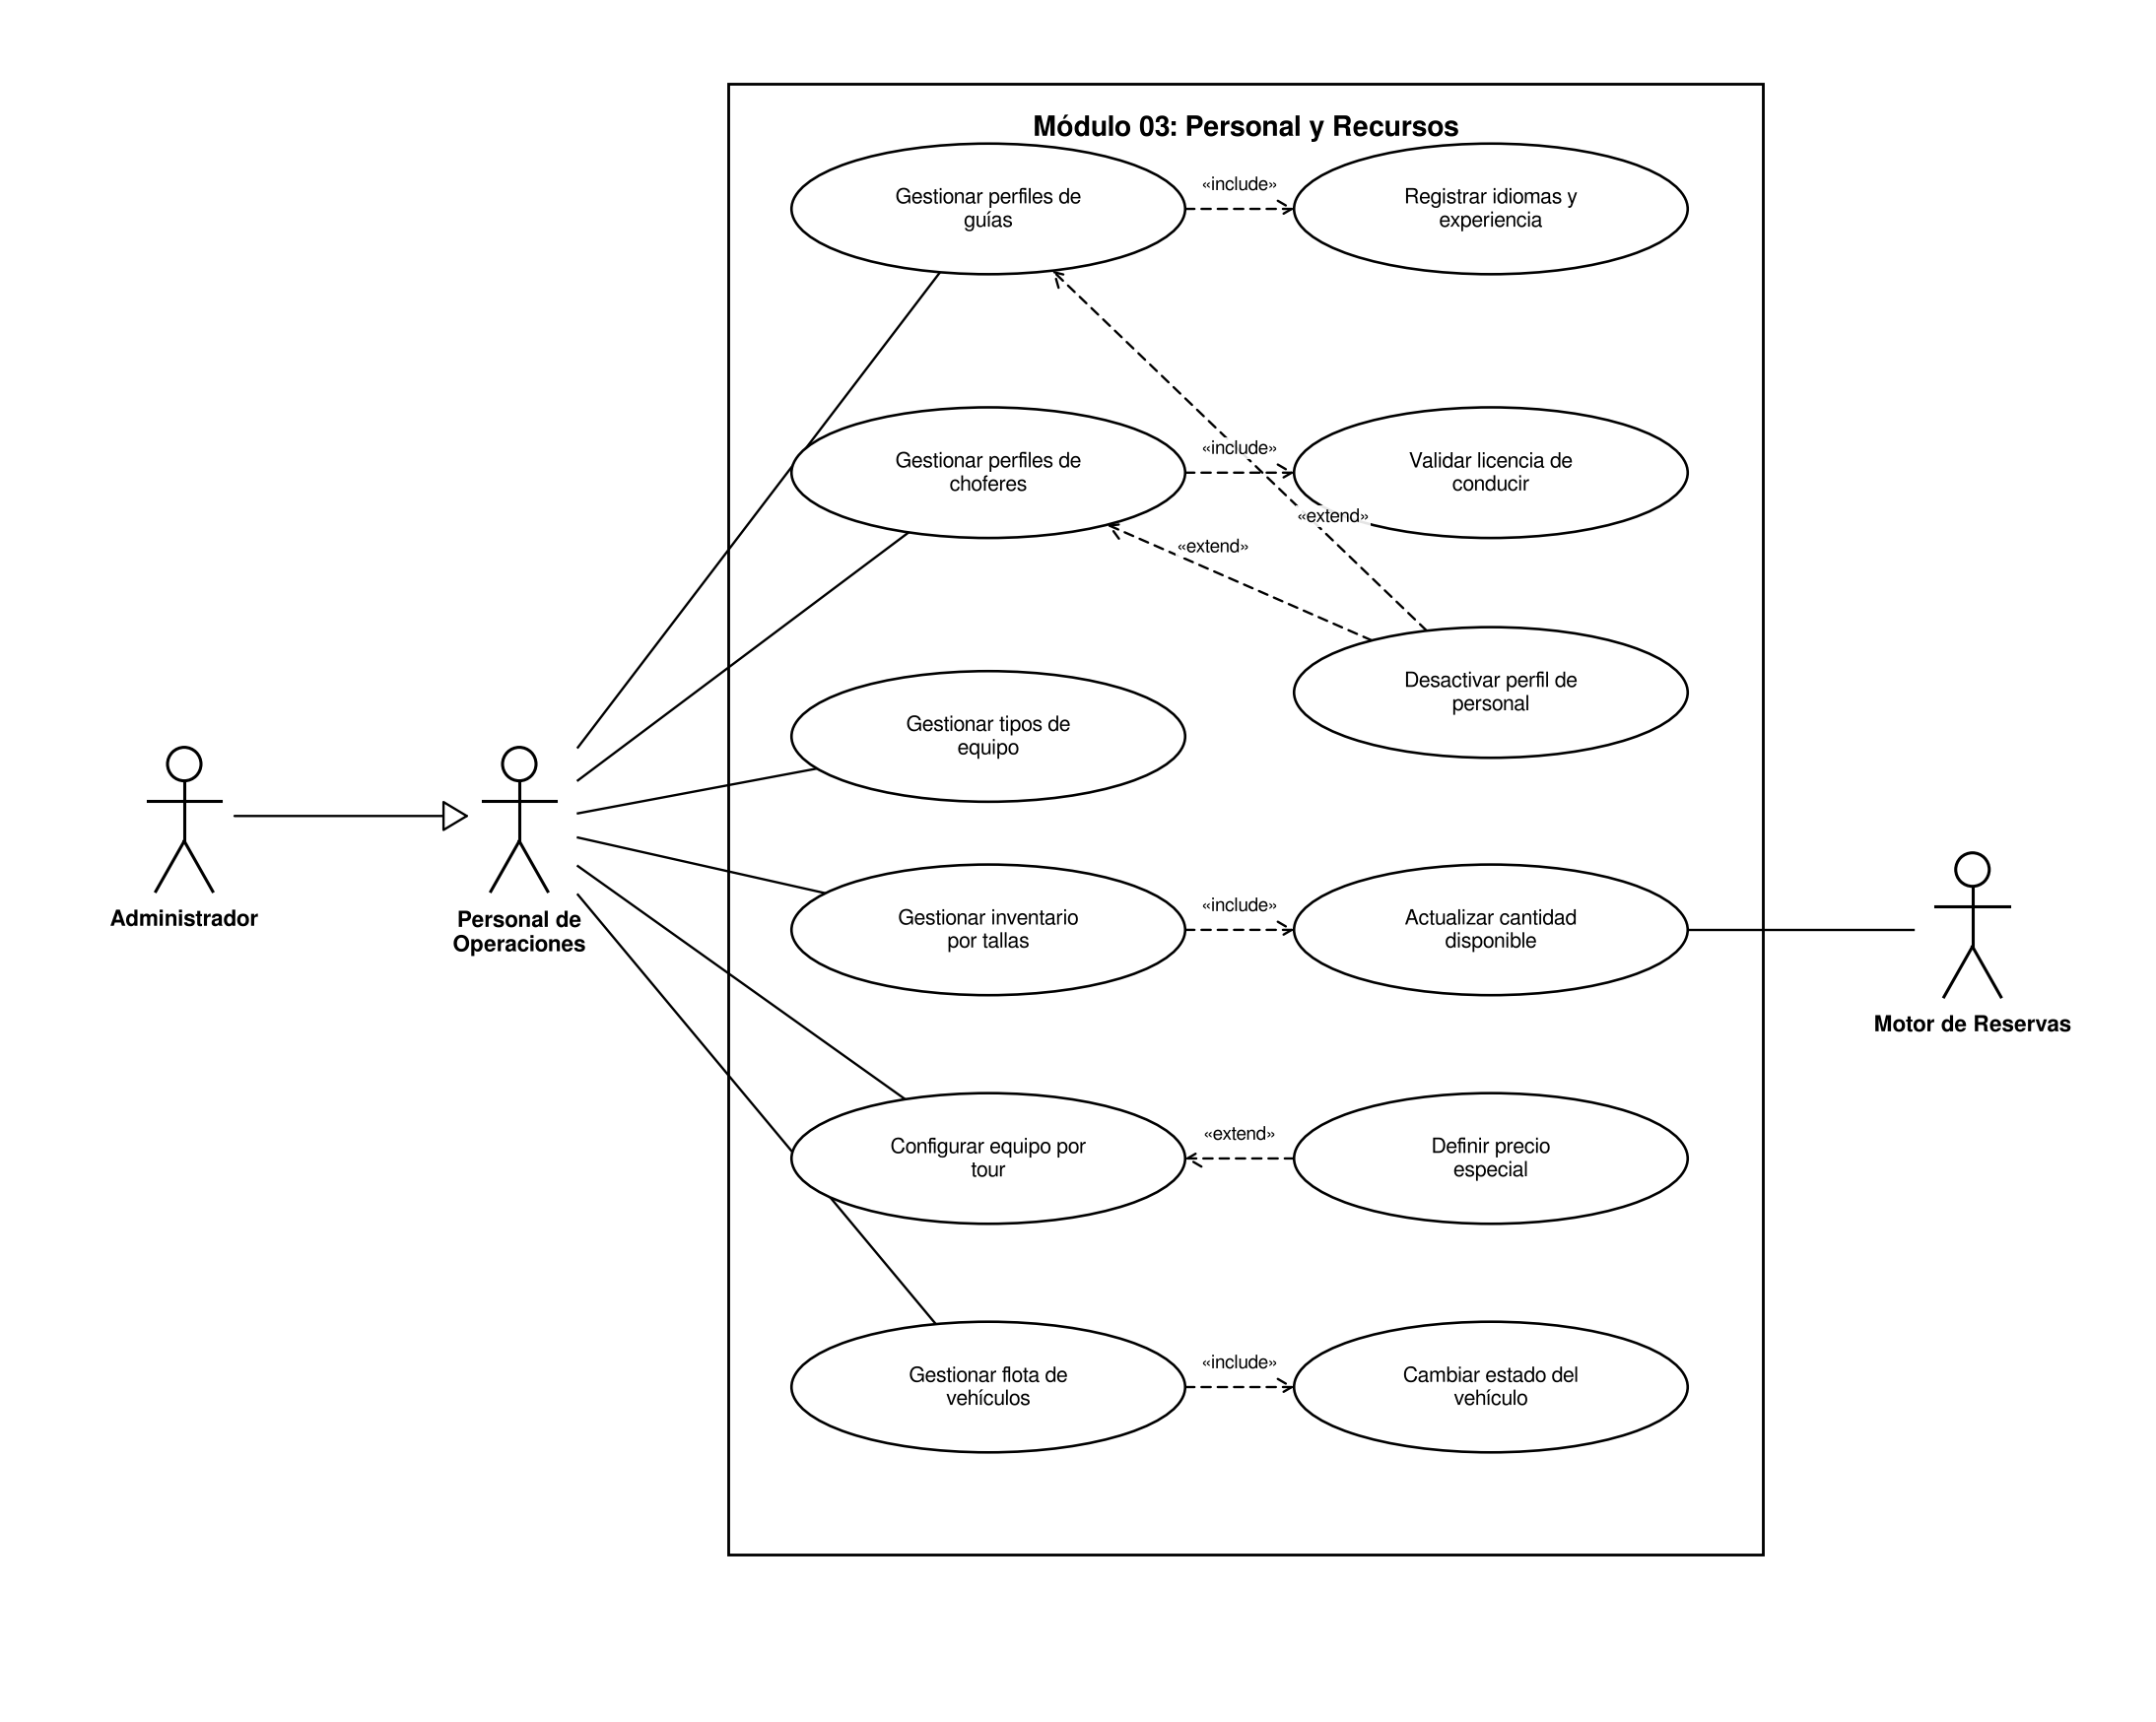 Módulo 03: Personal y Recursos
Gestionar perfiles de
guías
«include»
Registrar idiomas y
experiencia
Gestionar perfiles de
choferes
«include»
Validar licencia de
conducir
«extend»
«extend»
Desactivar perfil de
personal
Gestionar tipos de
equipo
Administrador
Personal de
Operaciones
Gestionar inventario
por tallas
«include»
Actualizar cantidad
disponible
Motor de Reservas
Configurar equipo por
tour
«extend»
Definir precio
especial
Gestionar flota de
vehículos
«include»
Cambiar estado del
vehículo